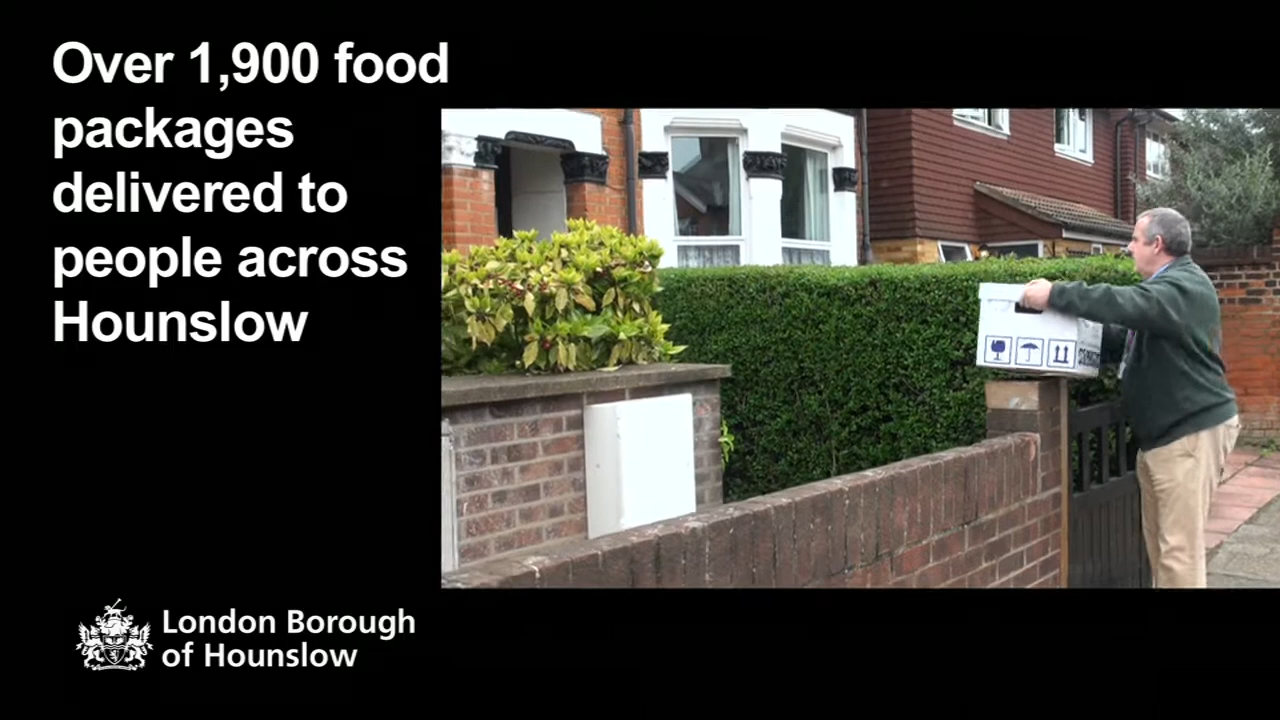 Over 1,900 food
packages
delivered to
people across
Hounslow
London Borough
of Hounslow